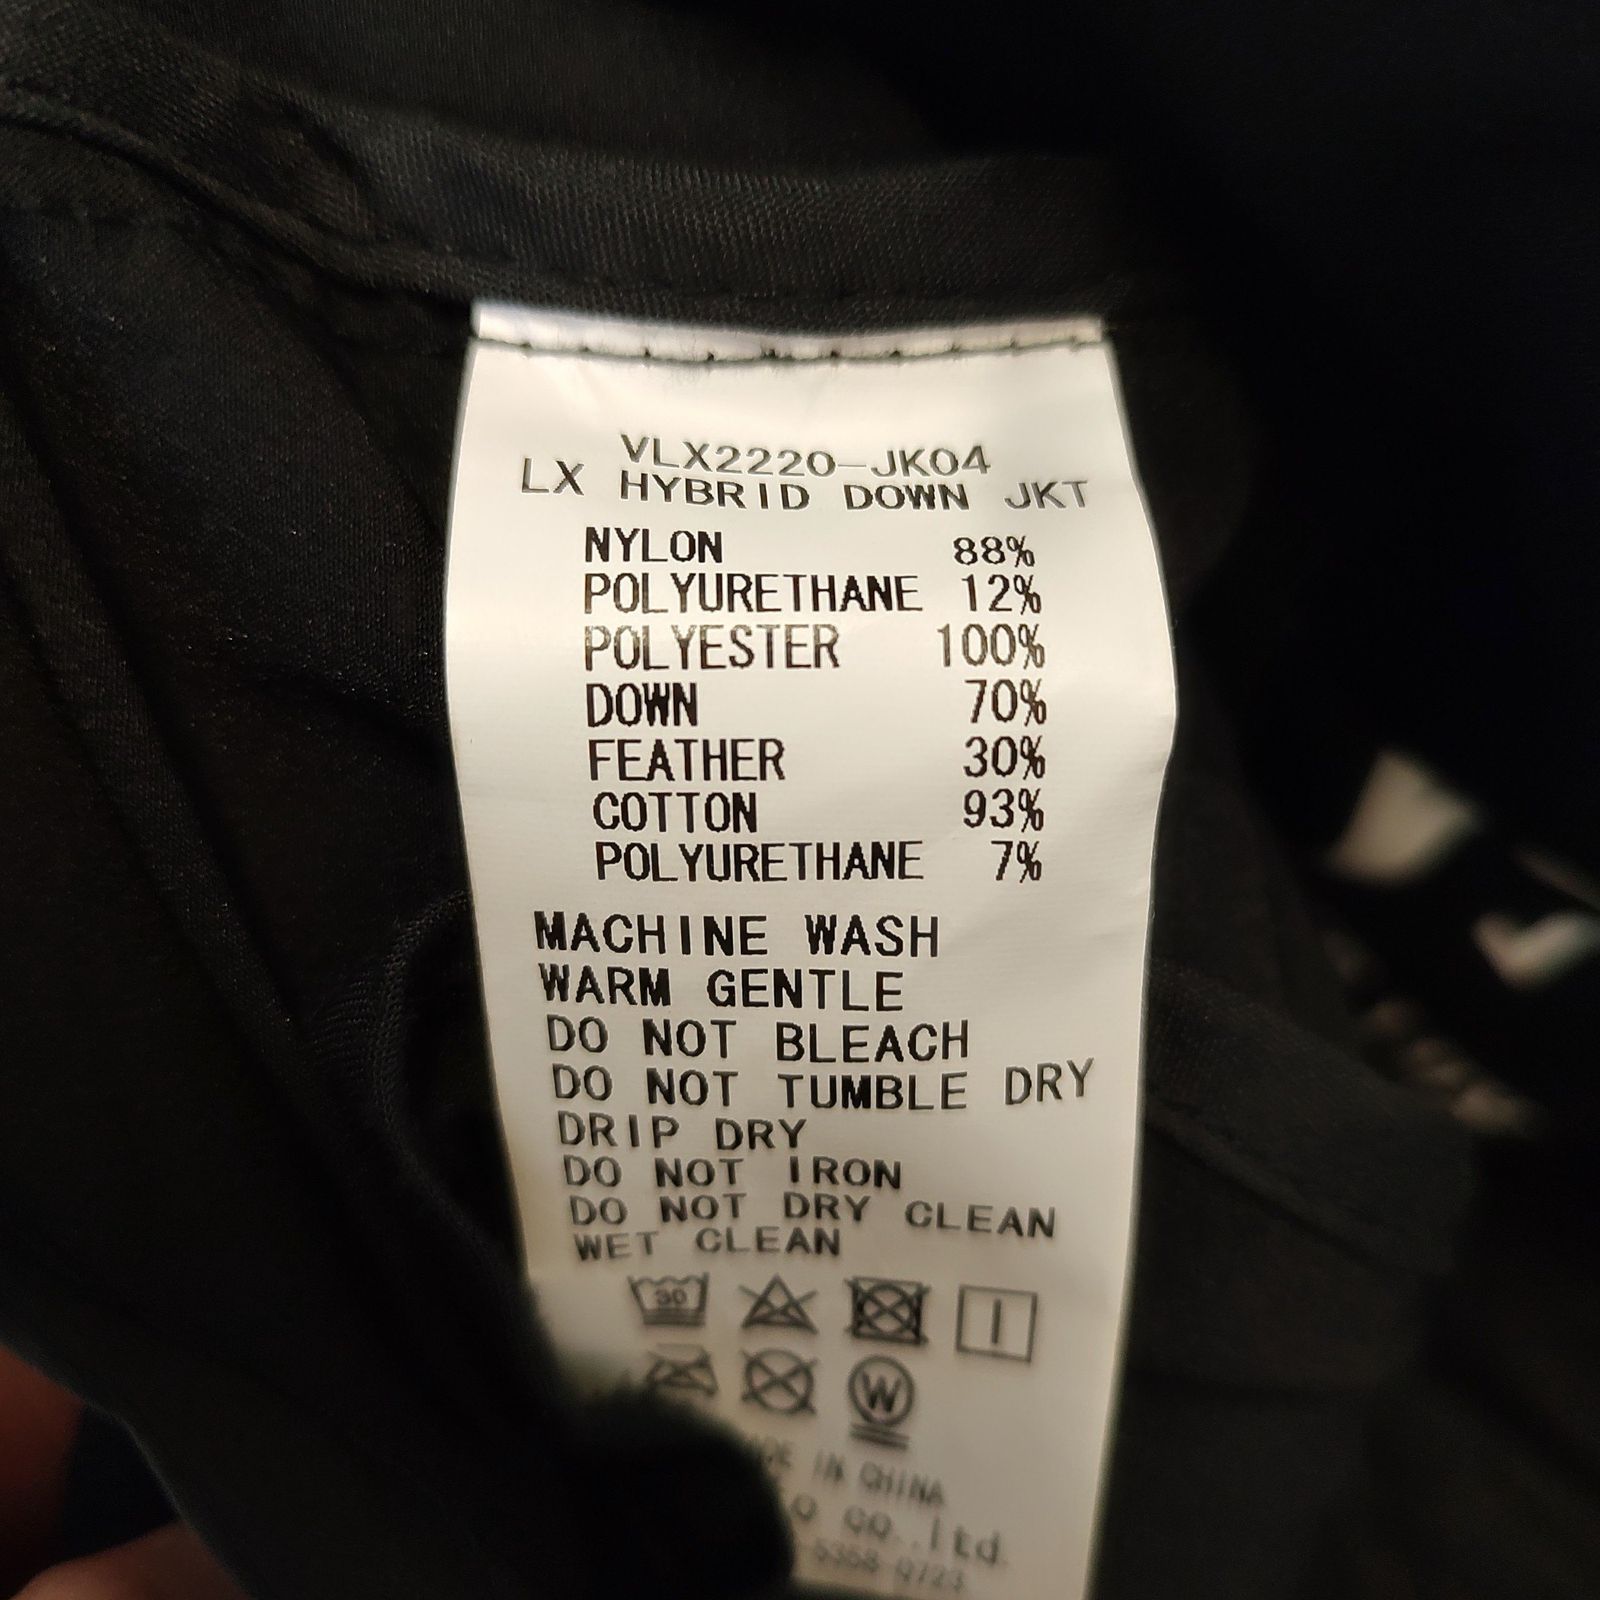 VLX2220-JK04
LX HYBRID DOWN JKT
NYLON 88%
POLYURETHANE 12%
POLYESTER 100%
DOWN 70%
FEATHER 30%
COTTON 93%
POLYURETHANE 7%
MACHINE WASH
WARM GENTLE
DO NOT BLEACH
DO NOT TUMBLE DRY
DRIP DRY
DO NOT IRON
DO NOT DRY CLEAN
WET CLEAN
30
W
IN CHINA
CO.,ltd.